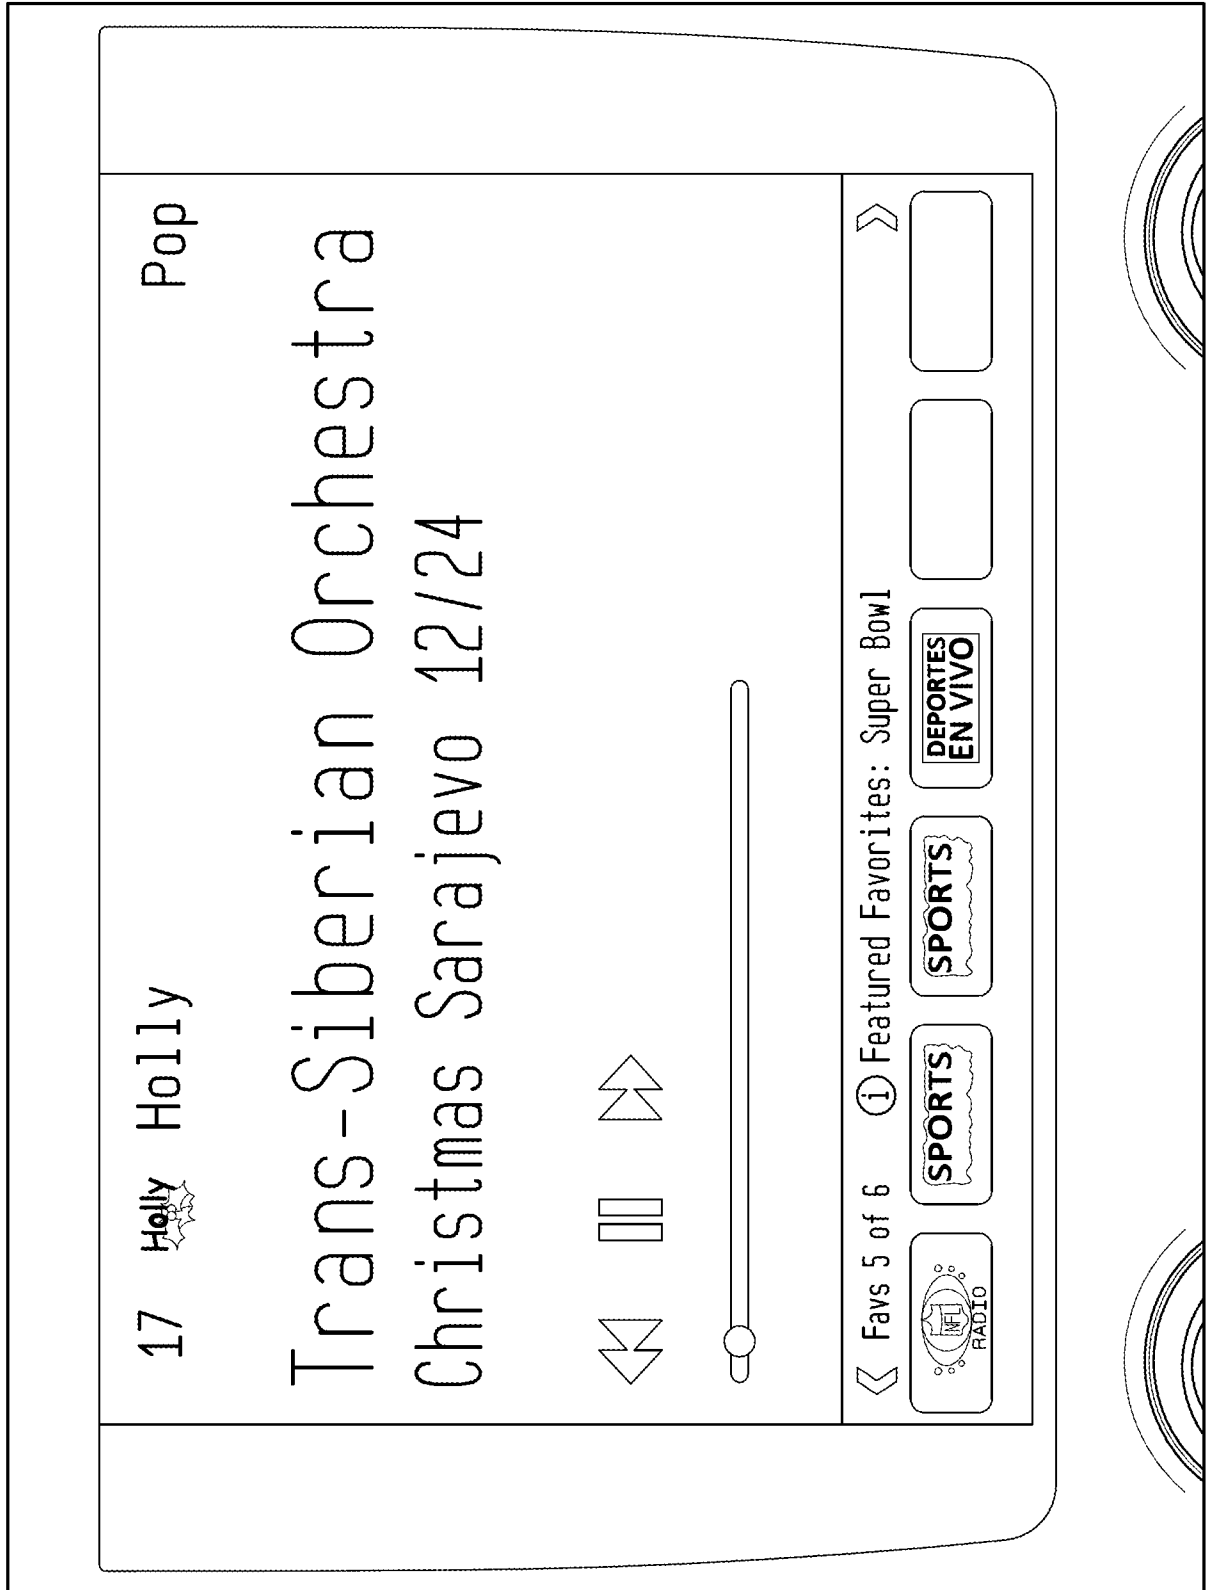 17 Holly Holly Pop
Trans-Siberian Orchestra
Christmas Sarajevo 12/24
Favs 5 of 6 i Featured Favorites: Super Bowl
NFL
RADIO
SPORTS
SPORTS
DEPORTES
EN VIVO